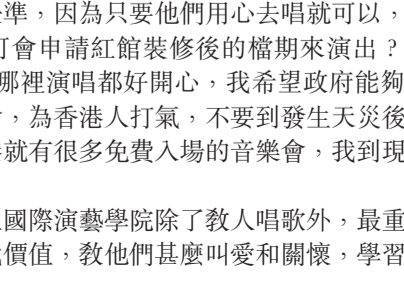 準，因為只要他們用心去唱就可以，
會申請紅館裝修後的檔期來演出？
哪裡演唱都好開心，我希望政府能夠
，為香港人打氣，不要到發生天災後
就有很多免費入場的音樂會，我到現
國際演藝學院除了教人唱歌外，最重
價值，教他們甚麼叫愛和關懷，學習